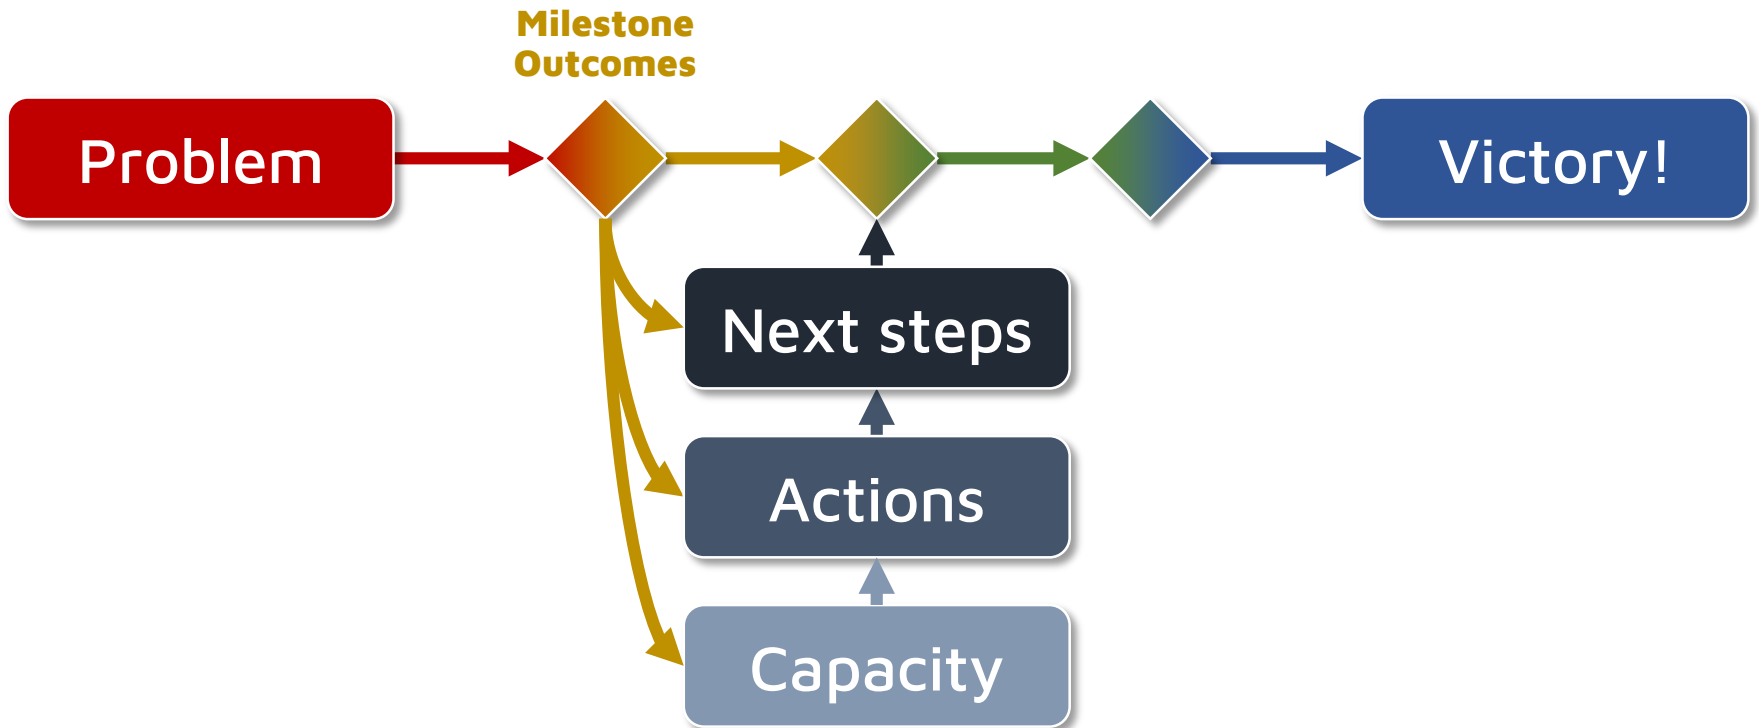 Milestone
Outcomes
Problem
Victory!
Next steps
Actions
Capacity